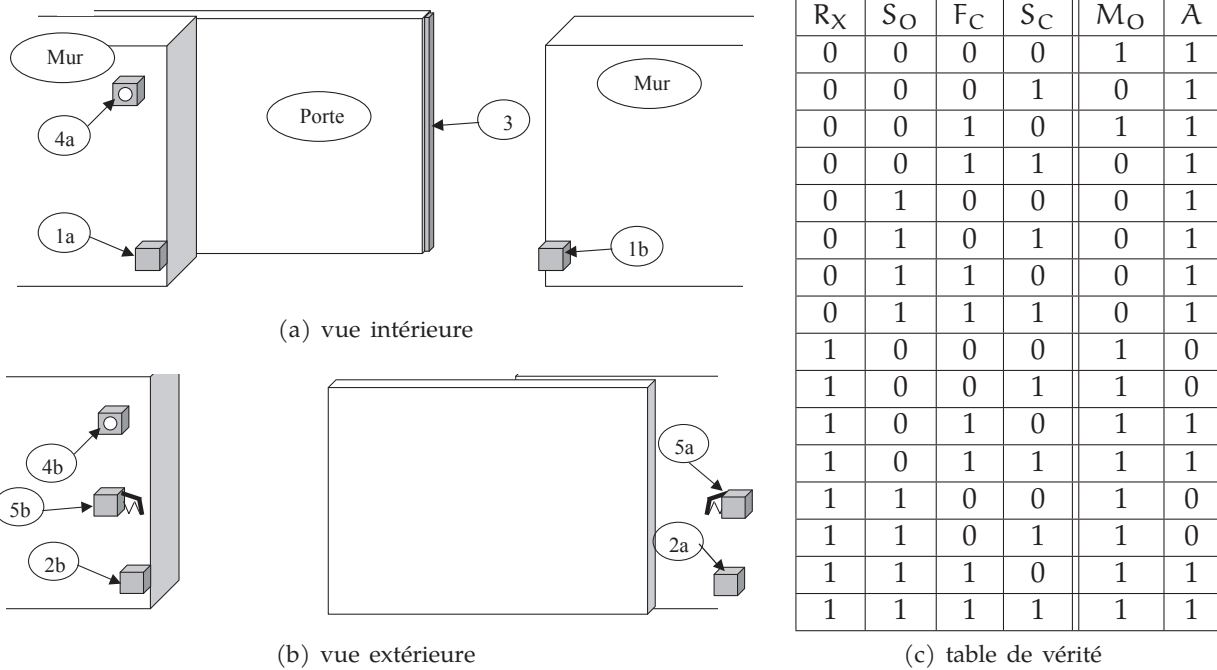 Mur
4a
1a
Porte
3
Mur
1b
(a) vue intérieure
4b
5b
2b
5a
2a
(b) vue extérieure
R_X S_O F_C S_C M_O A
0 0 0 0 1 1
0 0 0 1 0 1
0 0 1 0 1 1
0 0 1 1 0 1
0 1 0 0 0 1
0 1 0 1 0 1
0 1 1 0 0 1
0 1 1 1 0 1
1 0 0 0 1 0
1 0 0 1 1 0
1 0 1 0 1 1
1 0 1 1 1 1
1 1 0 0 1 0
1 1 0 1 1 0
1 1 1 0 1 1
1 1 1 1 1 1
(c) table de vérité